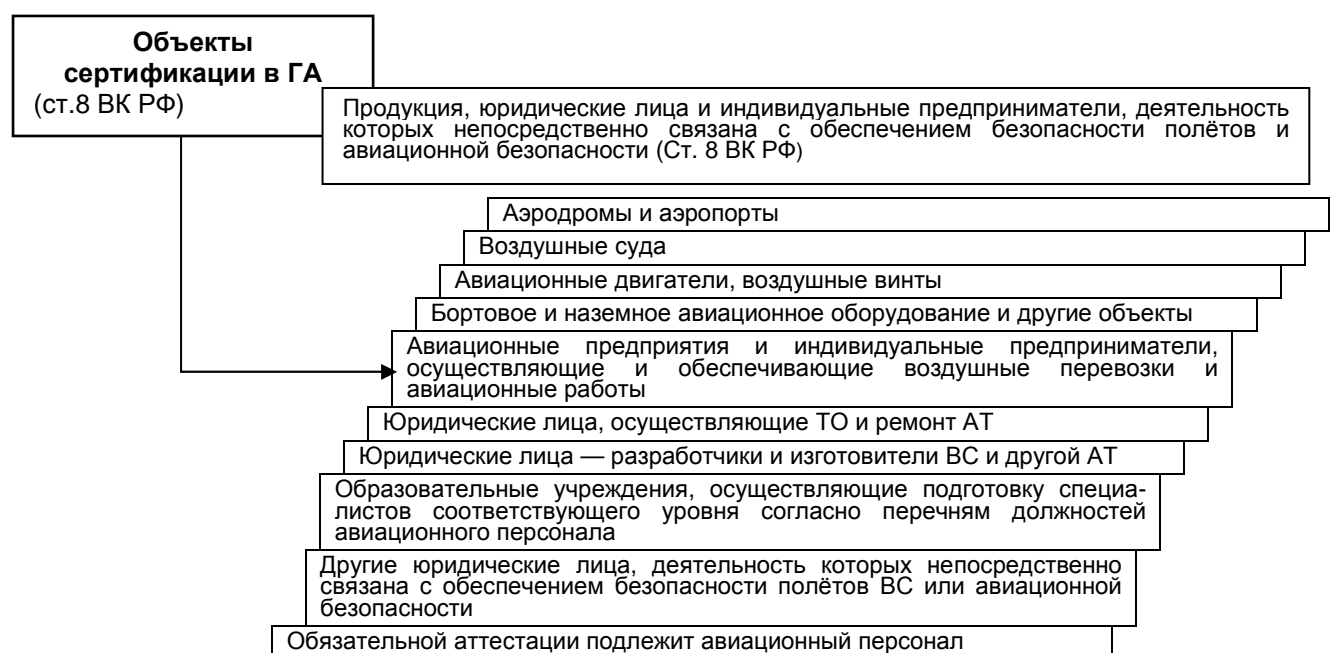 Объекты
сертификации в ГА
(ст.8 ВК РФ)
Продукция, юридические лица и индивидуальные предприниматели, деятельность
которых непосредственно связана с обеспечением безопасности полётов и
авиационной безопасности (Ст. 8 ВК РФ)
Аэродромы и аэропорты
Воздушные суда
Авиационные двигатели, воздушные винты
Бортовое и наземное авиационное оборудование и другие объекты
Авиационные предприятия и индивидуальные предприниматели,
осуществляющие и обеспечивающие воздушные перевозки и
авиационные работы
Юридические лица, осуществляющие ТО и ремонт АТ
Юридические лица — разработчики и изготовители ВС и другой АТ
Образовательные учреждения, осуществляющие подготовку специа-
листов соответствующего уровня согласно перечням должностей
авиационного персонала
Другие юридические лица, деятельность которых непосредственно
связана с обеспечением безопасности полётов ВС или авиационной
безопасности
Обязательной аттестации подлежит авиационный персонал